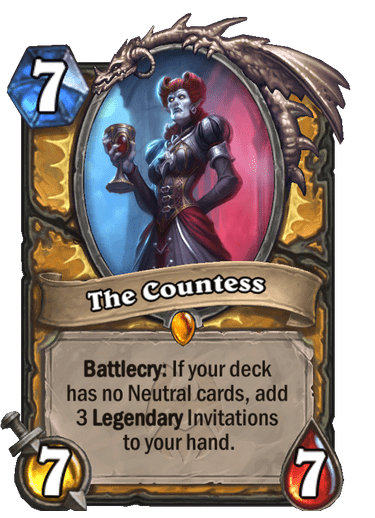 7
The Countess
Battlecry: If your deck
has no Neutral cards, add
3 Legendary Invitations
to your hand.
7
7